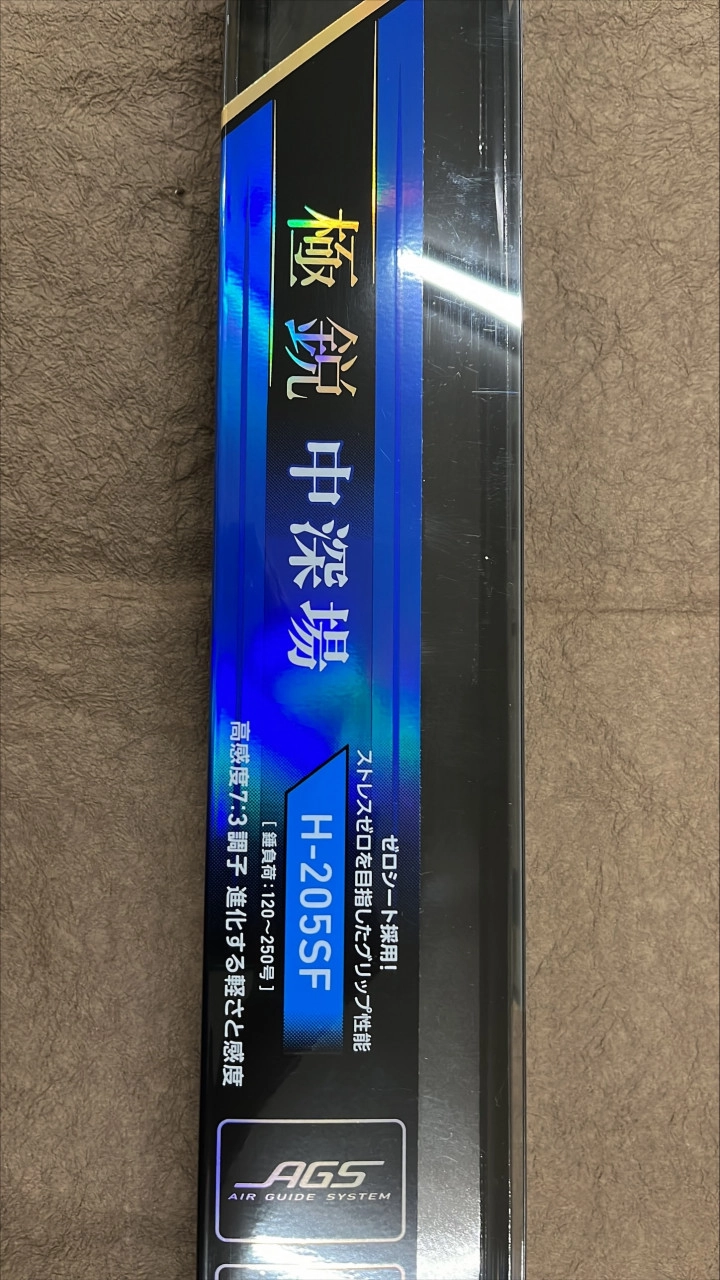 極鋭 中深場
ゼロシート採用!
ストレスゼロを目指したグリップ性能
H-205SF
[ 錘負荷：120〜250号 ]
高感度7:3調子 進化する軽さと感度
AGS
AIR GUIDE SYSTEM